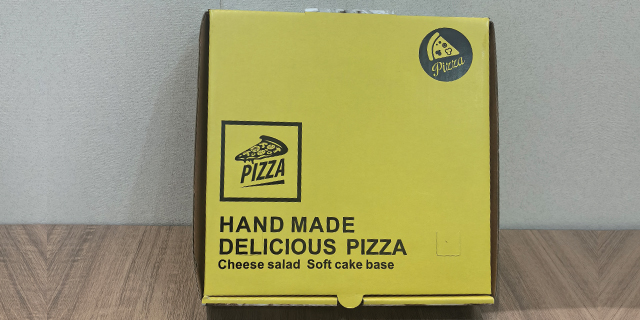 Pizza
PIZZA
HAND MADE
DELICIOUS PIZZA
Cheese salad Soft cake base